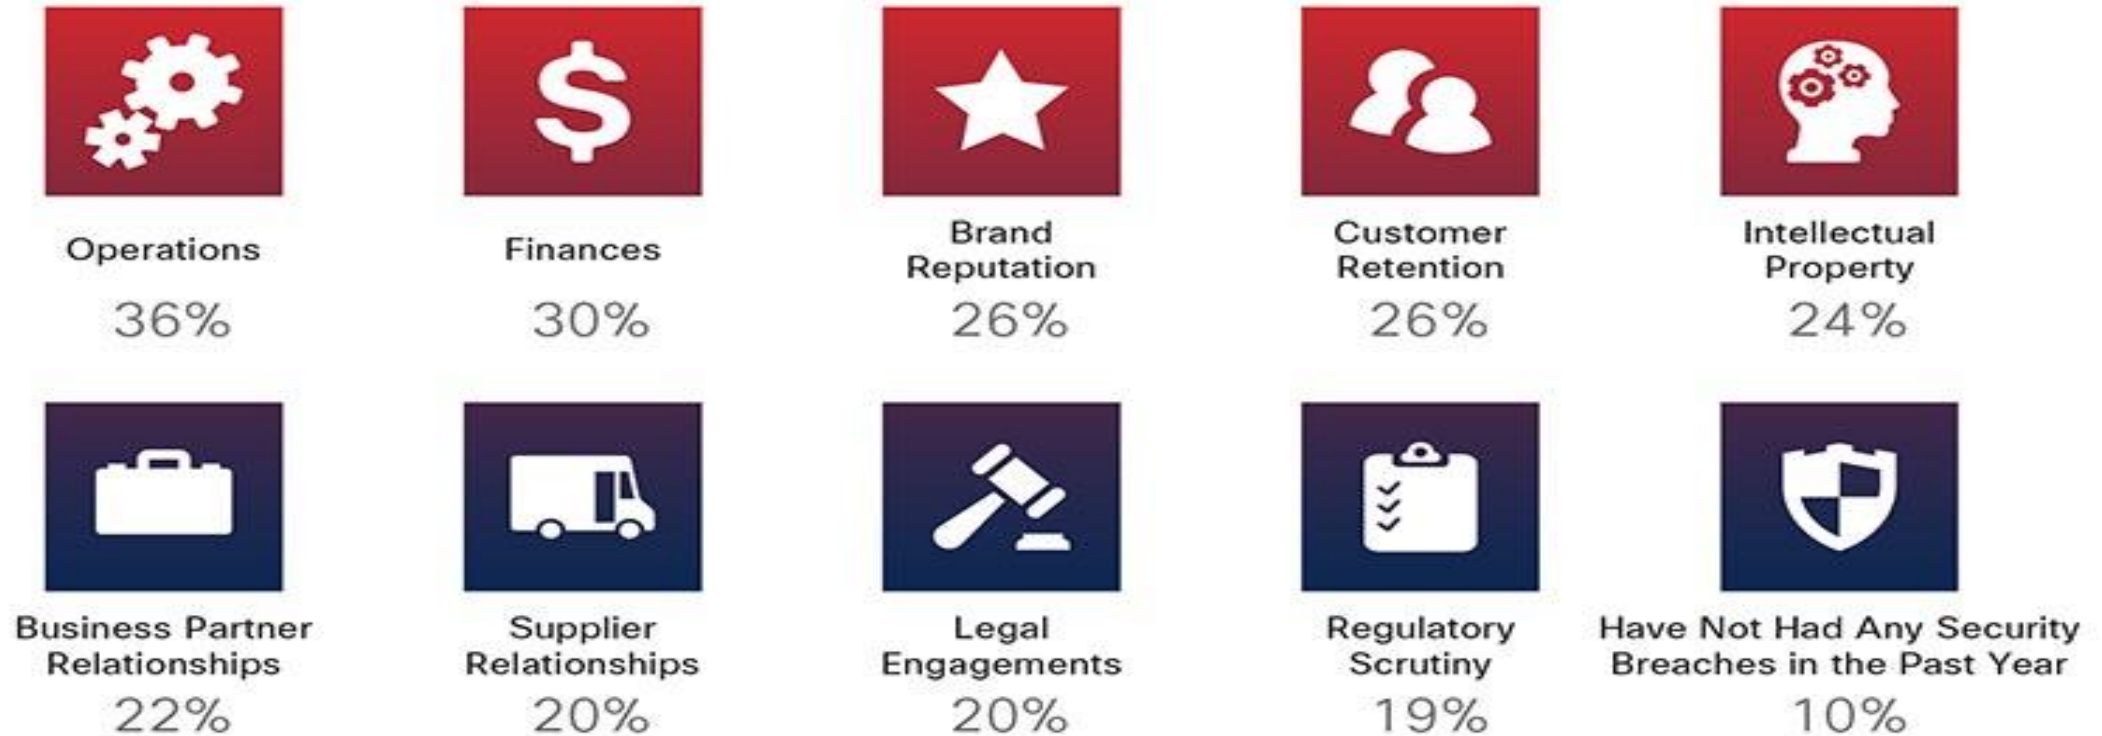 Operations
36%
Finances
30%
Brand
Reputation
26%
Customer
Retention
26%
Intellectual
Property
24%
Business Partner
Relationships
22%
Supplier
Relationships
20%
Legal
Engagements
20%
Regulatory
Scrutiny
19%
Have Not Had Any Security
Breaches in the Past Year
10%